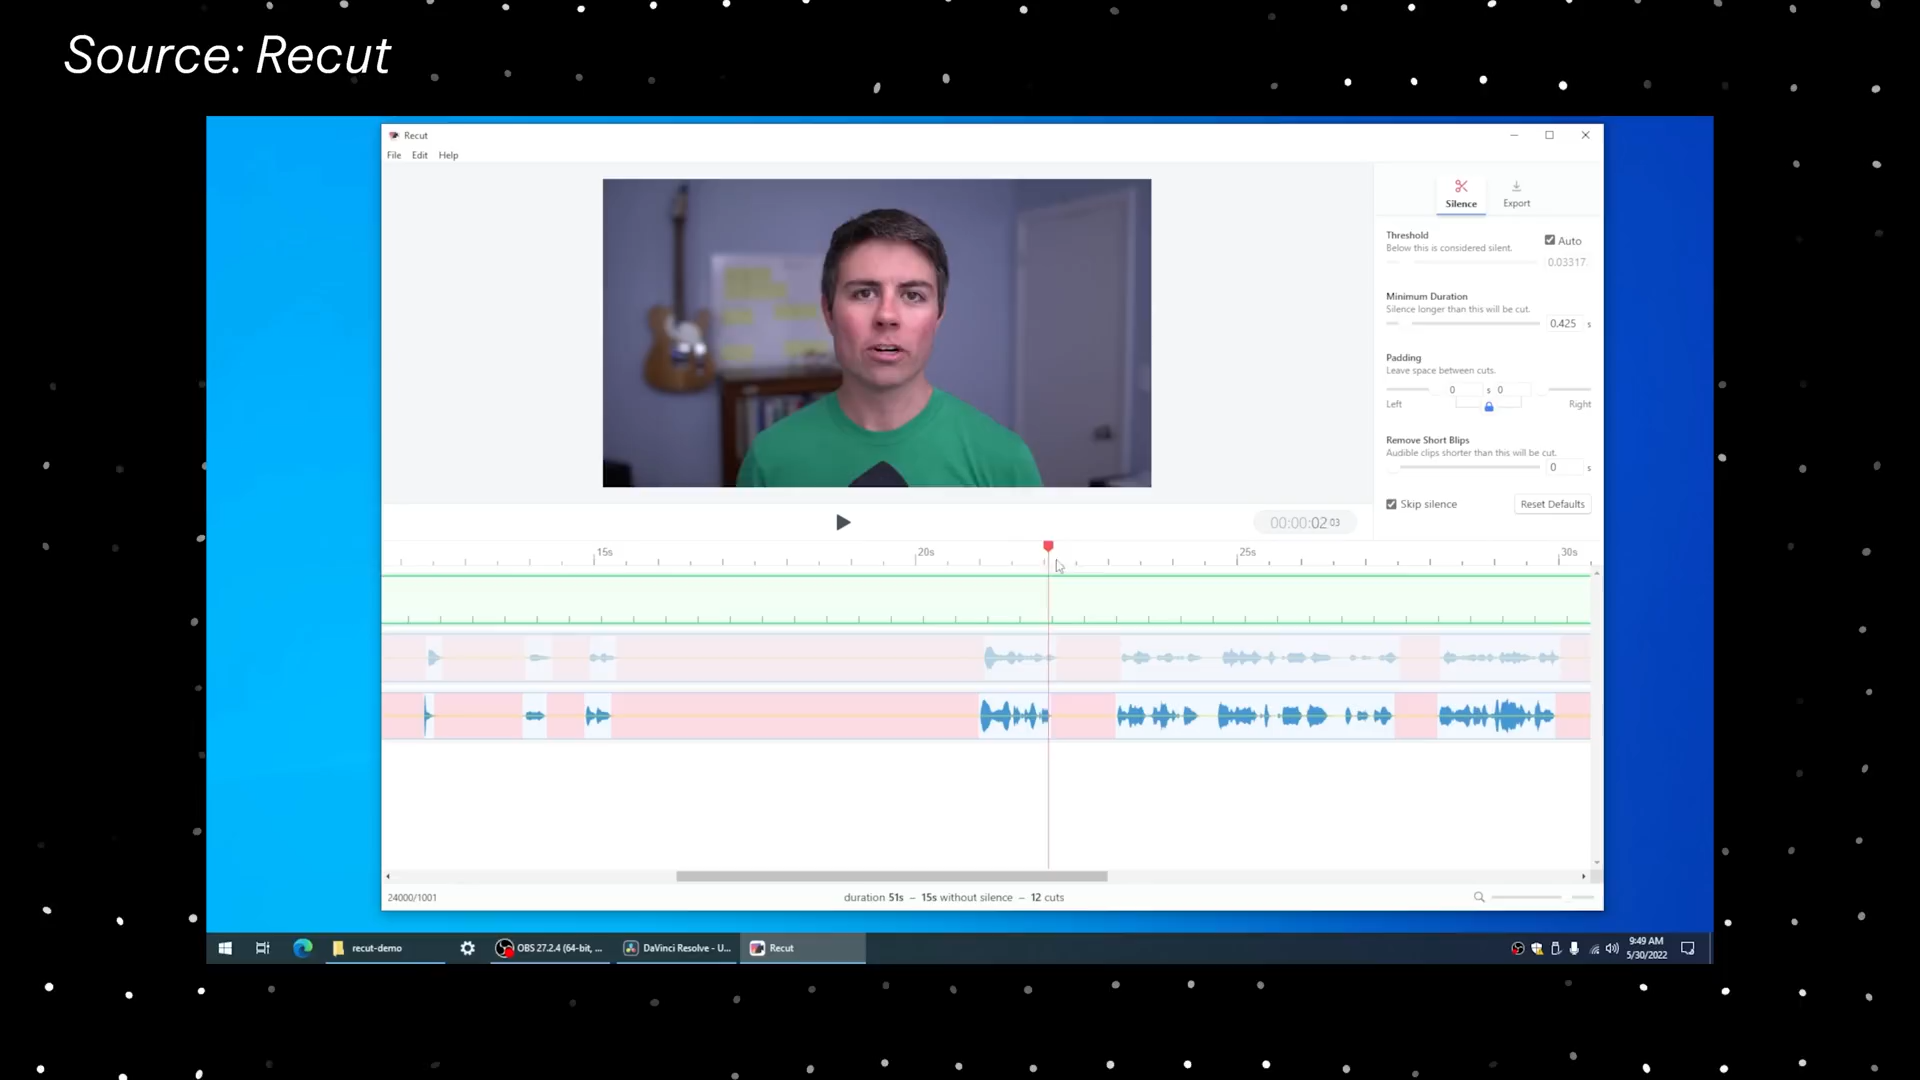 Source: Recut
Recut
File Edit Help
Silence
Export
Threshold
Below this is considered silent.
Auto
0.03317
Minimum Duration
Silence longer than this will be cut.
0.425 s
Padding
Leave space between cuts.
0 s 0
Left Right
Remove Short Blips
Audible clips shorter than this will be cut.
0 s
Skip silence
Reset Defaults
00:00:02 03
15s 20s 25s 30s
24000/1001
duration 51s – 15s without silence – 12 cuts
recut-demo
OBS 27.2.4 (64-bit, ...
DaVinci Resolve - U...
Recut
9:49 AM
5/30/2022